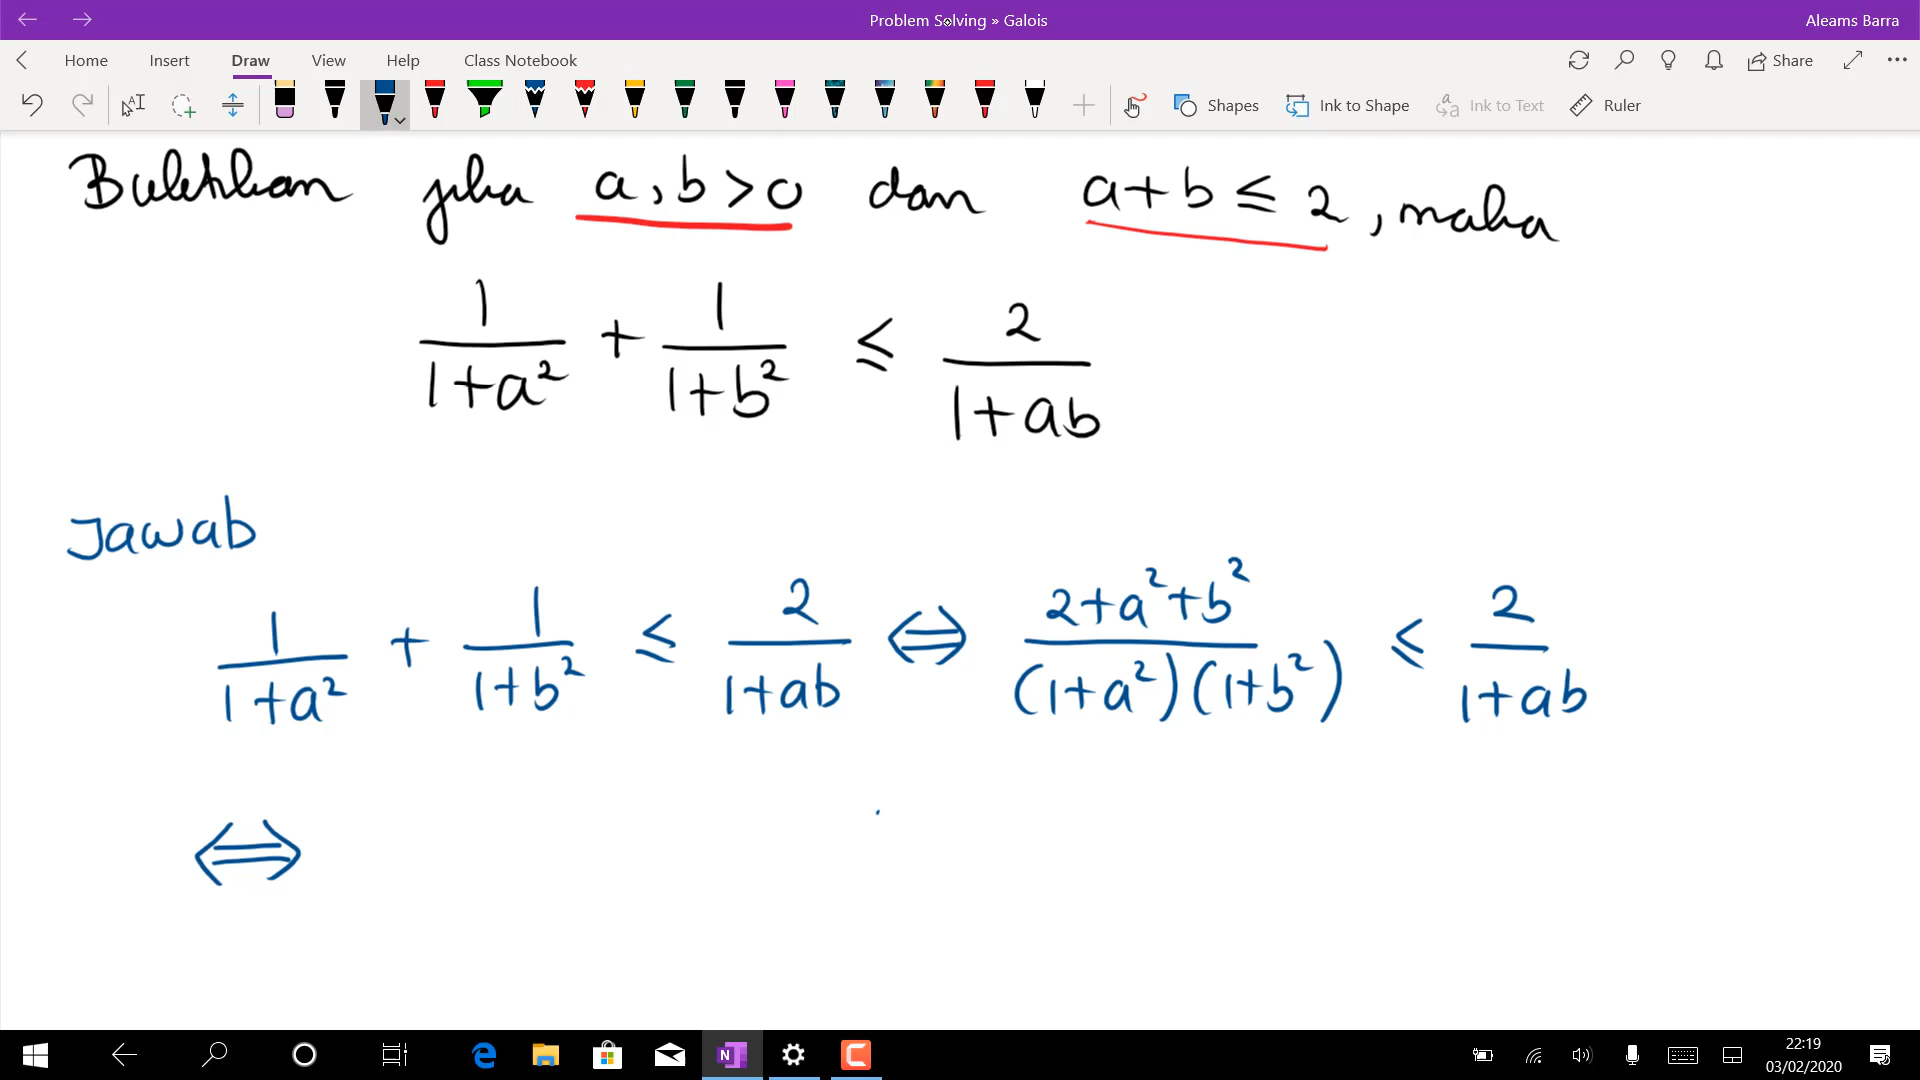 Problem Solving » Galois
Aleams Barra
Home Insert Draw View Help Class Notebook
Share
Shapes Ink to Shape Ink to Text Ruler
Buktikan jika a, b > 0 dan a + b ≤ 2, maka
1/(1+a²) + 1/(1+b²) ≤ 2/(1+ab)
Jawab
1/(1+a²) + 1/(1+b²) ≤ 2/(1+ab) ⇔ (2+a²+b²)/((1+a²)(1+b²)) ≤ 2/(1+ab)
⇔
22:19
03/02/2020